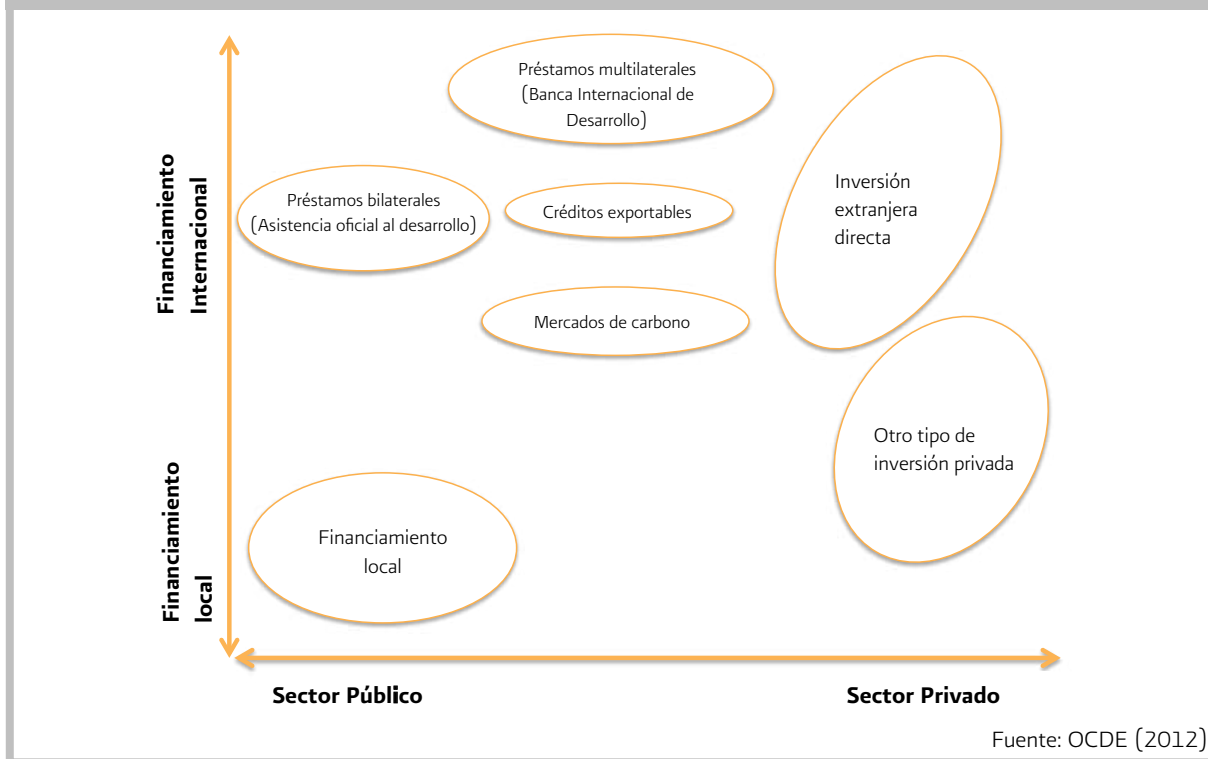 Préstamos multilaterales
(Banca Internacional de
Desarrollo)
Financiamiento
Internacional
Préstamos bilaterales
(Asistencia oficial al desarrollo)
Créditos exportables
Inversión
extranjera
directa
Mercados de carbono
Otro tipo de
inversión privada
Financiamiento
local
Financiamiento
local
Sector Público
Sector Privado
Fuente: OCDE (2012)